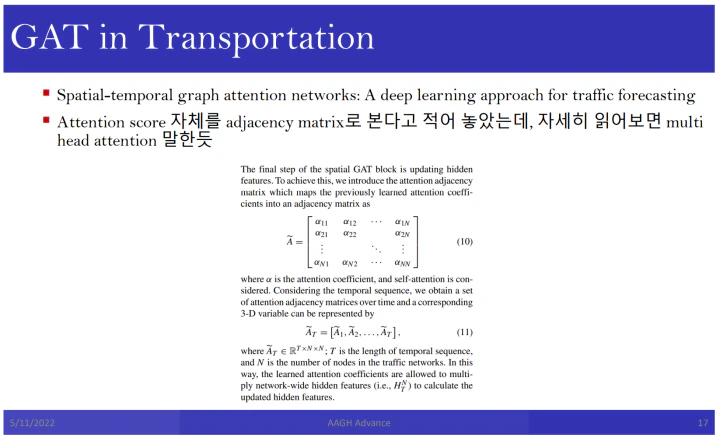 GAT in Transportation
Spatial-temporal graph attention networks: A deep learning approach for traffic forecasting
Attention score 자체를 adjacency matrix로 본다고 적어 놓았는데, 자세히 읽어보면 multi
head attention 말한듯
The final step of the spatial GAT block is updating hidden
features. To achieve this, we introduce the attention adjacency
matrix which maps the previously learned attention coeffi-
cients into an adjacency matrix as
Ã = [ α11 α12 ⋯ α1N
α21 α22 α2N
⋮ ⋱ ⋮
αN1 αN2 ⋯ αNN ] (10)
where α is the attention coefficient, and self-attention is con-
sidered. Considering the temporal sequence, we obtain a set
of attention adjacency matrices over time and a corresponding
3-D variable can be represented by
ÃT = [Ã1, Ã2, . . . , ÃT], (11)
where ÃT ∈ ℝT×N×N; T is the length of temporal sequence,
and N is the number of nodes in the traffic networks. In this
way, the learned attention coefficients are allowed to multi-
ply network-wide hidden features (i.e., HTN) to calculate the
updated hidden features.
5/11/2022
AAGH Advance
17